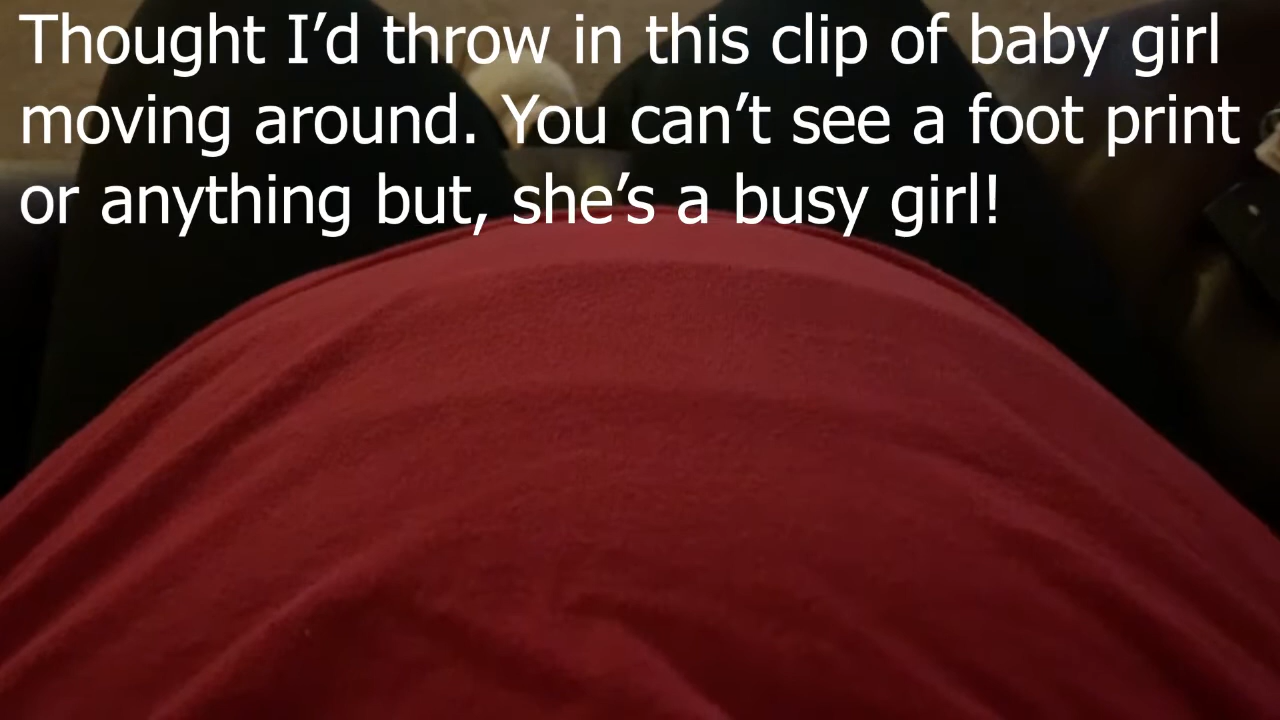 Thought I’d throw in this clip of baby girl
moving around. You can’t see a foot print
or anything but, she’s a busy girl!